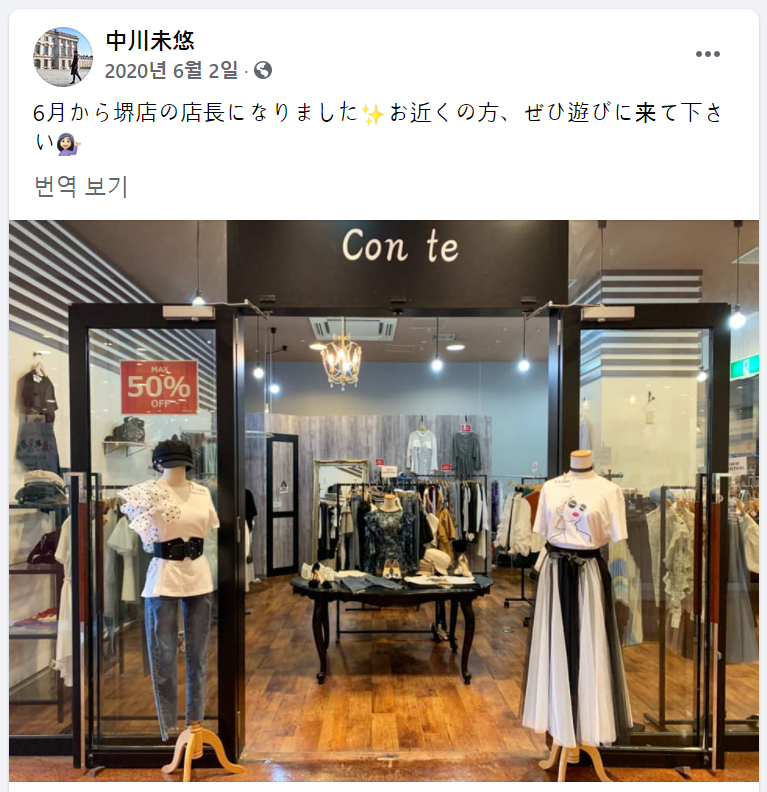 中川未悠
2020년 6월 2일 ·
6月から堺店の店長になりました✨お近くの方、ぜひ遊びに来て下さ
い💁🏻‍♀️
번역 보기
Con te
MAX
50%
OFF